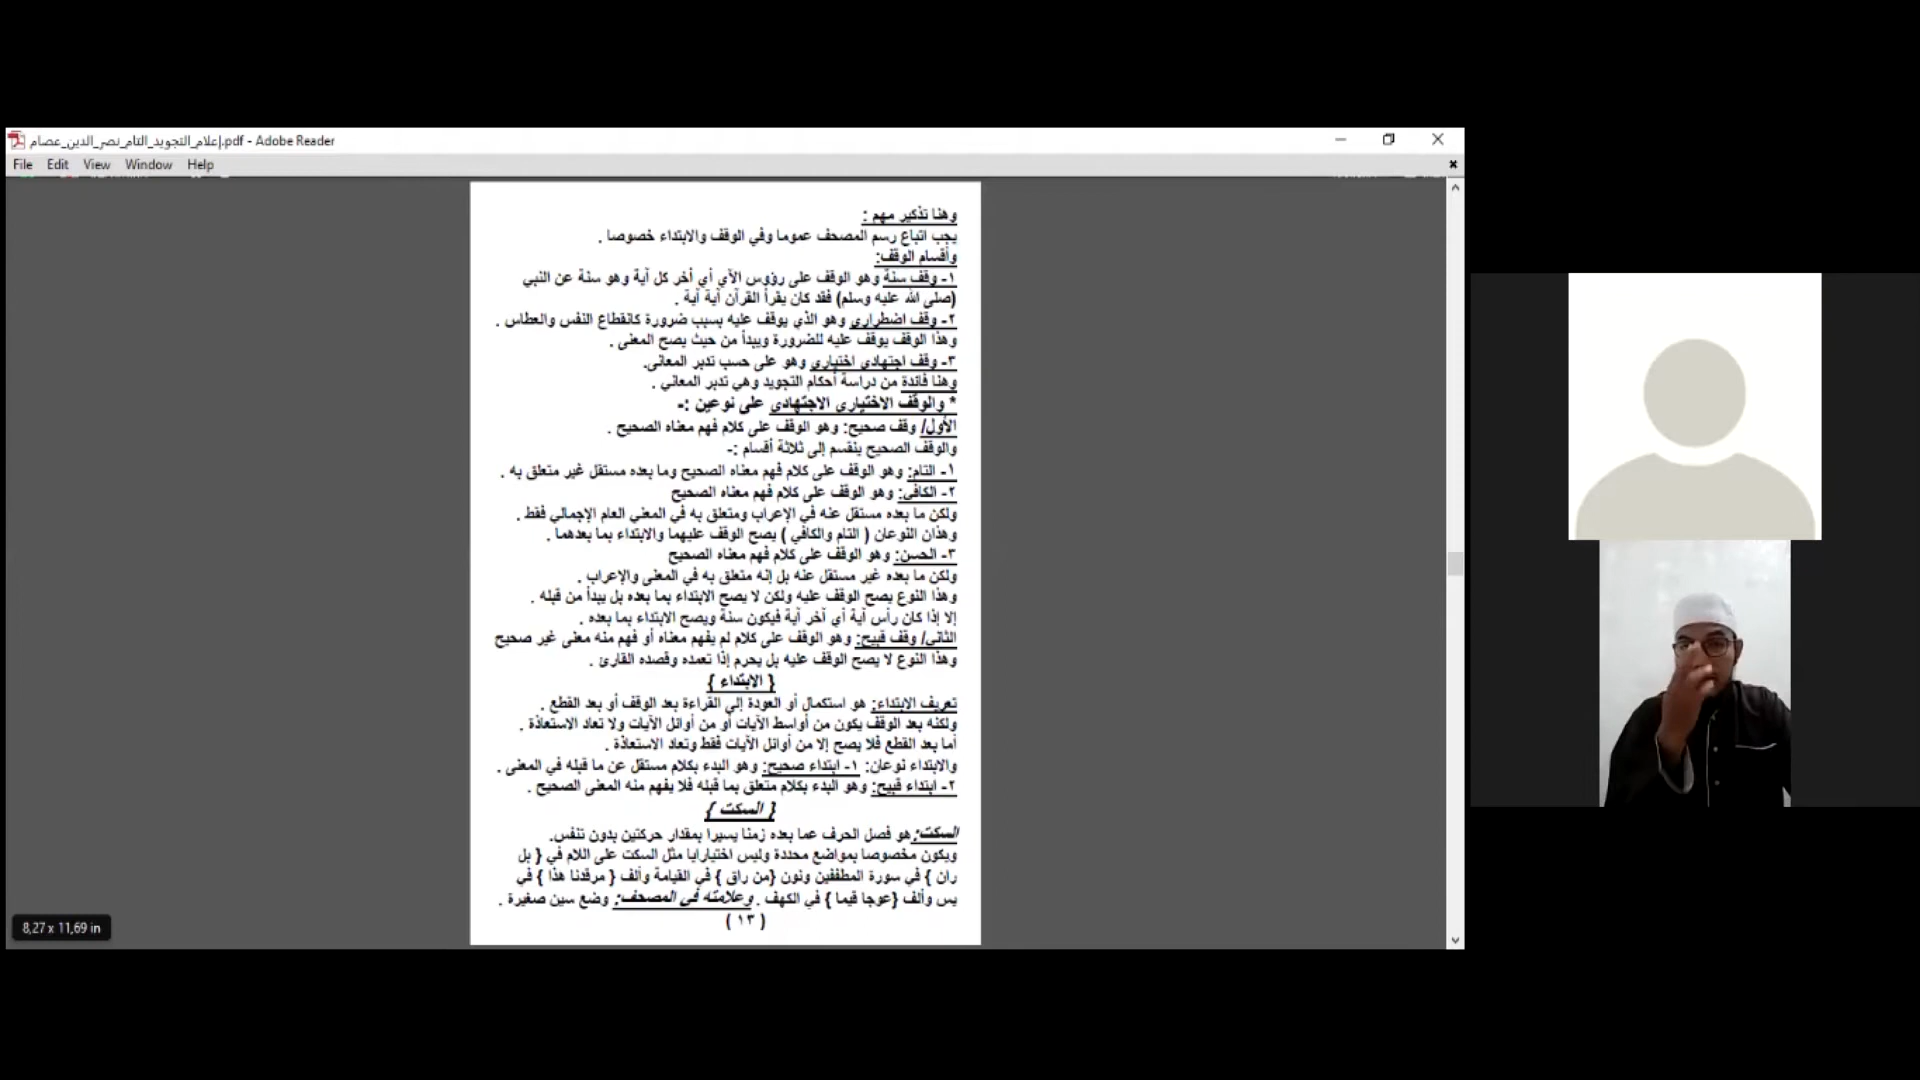 إعلام_التجويد_التام_نصر_الدين_عصام.pdf - Adobe Reader
File Edit View Window Help
وهنا تذكير مهم :
يجب اتباع رسم المصحف عموما وفي الوقف والابتداء خصوصا .
وأقسام الوقف:
١- وقف سنة وهو الوقف على رؤوس الآي أي أخر كل آية وهو سنة عن النبي
(صلى الله عليه وسلم) فقد كان يقرأ القرآن آية آية .
٢- وقف اضطراري وهو الذي يوقف عليه بسبب ضرورة كانقطاع النفس والعطاس .
وهذا الوقف يوقف عليه للضرورة ويبدأ من حيث يصح المعنى .
٣- وقف اجتهادي اختياري وهو على حسب تدبر المعانى.
وهنا فائدة من دراسة أحكام التجويد وهي تدبر المعاني .
* والوقف الاختياري الاجتهادي على نوعين :-
الأول/ وقف صحيح: وهو الوقف على كلام فهم معناه الصحيح .
والوقف الصحيح ينقسم إلى ثلاثة أقسام :-
١- التام: وهو الوقف على كلام فهم معناه الصحيح وما بعده مستقل غير متعلق به .
٢- الكافي: وهو الوقف على كلام فهم معناه الصحيح
ولكن ما بعده مستقل عنه في الإعراب ومتعلق به في المعني العام الإجمالي فقط .
وهذان النوعان ( التام والكافي ) يصح الوقف عليهما والابتداء بما بعدهما .
٣- الحسن: وهو الوقف على كلام فهم معناه الصحيح
ولكن ما بعده غير مستقل عنه بل إنه متعلق به في المعنى والإعراب .
وهذا النوع يصح الوقف عليه ولكن لا يصح الابتداء بما بعده بل يبدأ من قبله .
إلا إذا كان رأس آية أي آخر آية فيكون سنة ويصح الابتداء بما بعده .
الثاني/ وقف قبيح: وهو الوقف على كلام لم يفهم معناه أو فهم منه معنى غير صحيح
وهذا النوع لا يصح الوقف عليه بل يحرم إذا تعمده وقصده القارئ .
{ الابتداء }
تعريف الابتداء: هو استكمال أو العودة إلى القراءة بعد الوقف أو بعد القطع .
ولكنه بعد الوقف يكون من أواسط الآيات أو من أوائل الآيات ولا تعاد الاستعاذة .
أما بعد القطع فلا يصح إلا من أوائل الآيات فقط وتعاد الاستعاذة .
والابتداء نوعان: ١- ابتداء صحيح: وهو البدء بكلام مستقل عن ما قبله في المعنى .
٢- ابتداء قبيح: وهو البدء بكلام متعلق بما قبله فلا يفهم منه المعنى الصحيح .
{ السكت }
السكت: هو فصل الحرف عما بعده زمنا يسيرا بمقدار حركتين بدون تنفس.
ويكون مخصوصا بمواضع محددة وليس اختياريا مثل السكت على اللام في { بل
ران } في سورة المطففين ونون {من راق } في القيامة وألف { مرقدنا هذا } في
يس وألف {عوجا قيما } في الكهف . وعلامته في المصحف: وضع سين صغيرة .
( ١٣ )
8,27 x 11,69 in